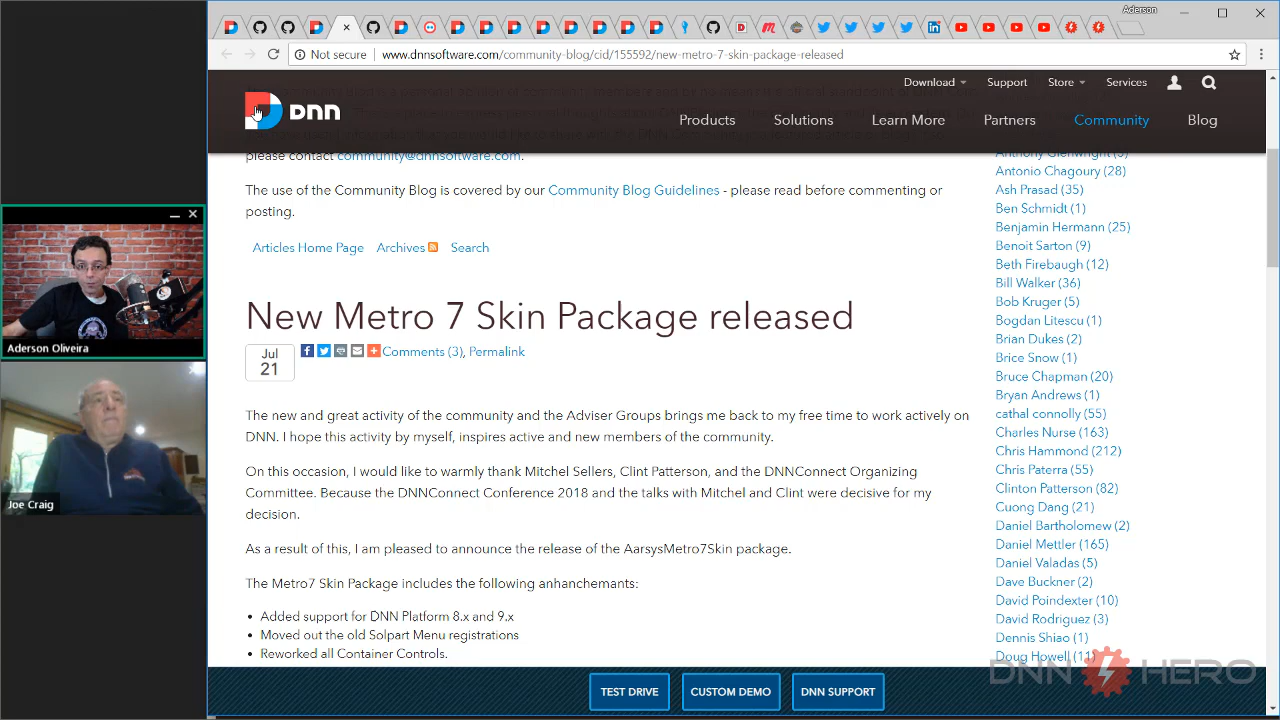 Aderson
Not secure
www.dnnsoftware.com/community-blog/cid/155592/new-metro-7-skin-package-released
Download
Support
Store
Services
DNN
Products
Solutions
Learn More
Partners
Community
Blog
please contact community@dnnsoftware.com.
The use of the Community Blog is covered by our Community Blog Guidelines - please read before commenting or
posting.
Articles Home Page
Archives
Search
New Metro 7 Skin Package released
Jul
21
Comments (3), Permalink
The new and great activity of the community and the Adviser Groups brings me back to my free time to work actively on
DNN. I hope this activity by myself, inspires active and new members of the community.
On this occasion, I would like to warmly thank Mitchel Sellers, Clint Patterson, and the DNNConnect Organizing
Committee. Because the DNNConnect Conference 2018 and the talks with Mitchel and Clint were decisive for my
decision.
As a result of this, I am pleased to announce the release of the AarsysMetro7Skin package.
The Metro7 Skin Package includes the following anhanchemants:
• Added support for DNN Platform 8.x and 9.x
• Moved out the old Solpart Menu registrations
• Reworked all Container Controls.
Anthony Glenwright (3)
Antonio Chagoury (28)
Ash Prasad (35)
Ben Schmidt (1)
Benjamin Hermann (25)
Benoit Sarton (9)
Beth Firebaugh (12)
Bill Walker (36)
Bob Kruger (5)
Bogdan Litescu (1)
Brian Dukes (2)
Brice Snow (1)
Bruce Chapman (20)
Bryan Andrews (1)
cathal connolly (55)
Charles Nurse (163)
Chris Hammond (212)
Chris Paterra (55)
Clinton Patterson (82)
Cuong Dang (21)
Daniel Bartholomew (2)
Daniel Mettler (165)
Daniel Valadas (5)
Dave Buckner (2)
David Poindexter (10)
David Rodriguez (3)
Dennis Shiao (1)
Doug Howell (11)
TEST DRIVE
CUSTOM DEMO
DNN SUPPORT
DNN HERO
Aderson Oliveira
Joe Craig